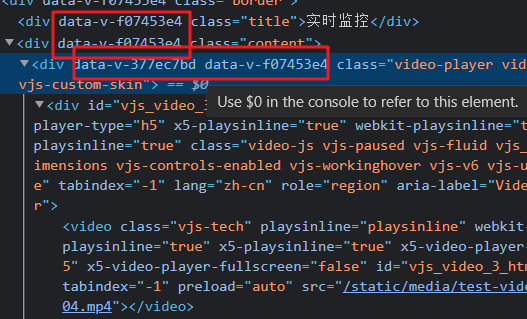 <div data-v-f07453e4 class="border">
<div data-v-f07453e4 class="title">实时监控</div>
▼<div data-v-f07453e4 class="content">
▼<div data-v-377ec7bd data-v-f07453e4 class="video-player vid
vjs-custom-skin"> == $0
Use $0 in the console to refer to this element.
▼<div id="vjs_video_3
player-type="h5" x5-playsinline="true" webkit-playsinline="t
playsinline="true" class="video-js vjs-paused vjs-fluid vjs_
imensions vjs-controls-enabled vjs-workinghover vjs-v6 vjs-u
e" tabindex="-1" lang="zh-cn" role="region" aria-label="Vide
r">
<video class="vjs-tech" playsinline="playsinline" webkit-
playsinline="true" x5-playsinline="true" x5-video-player-
5" x5-video-player-fullscreen="false" id="vjs_video_3_htm
tabindex="-1" preload="auto" src="/static/media/test-vide
04.mp4"></video>